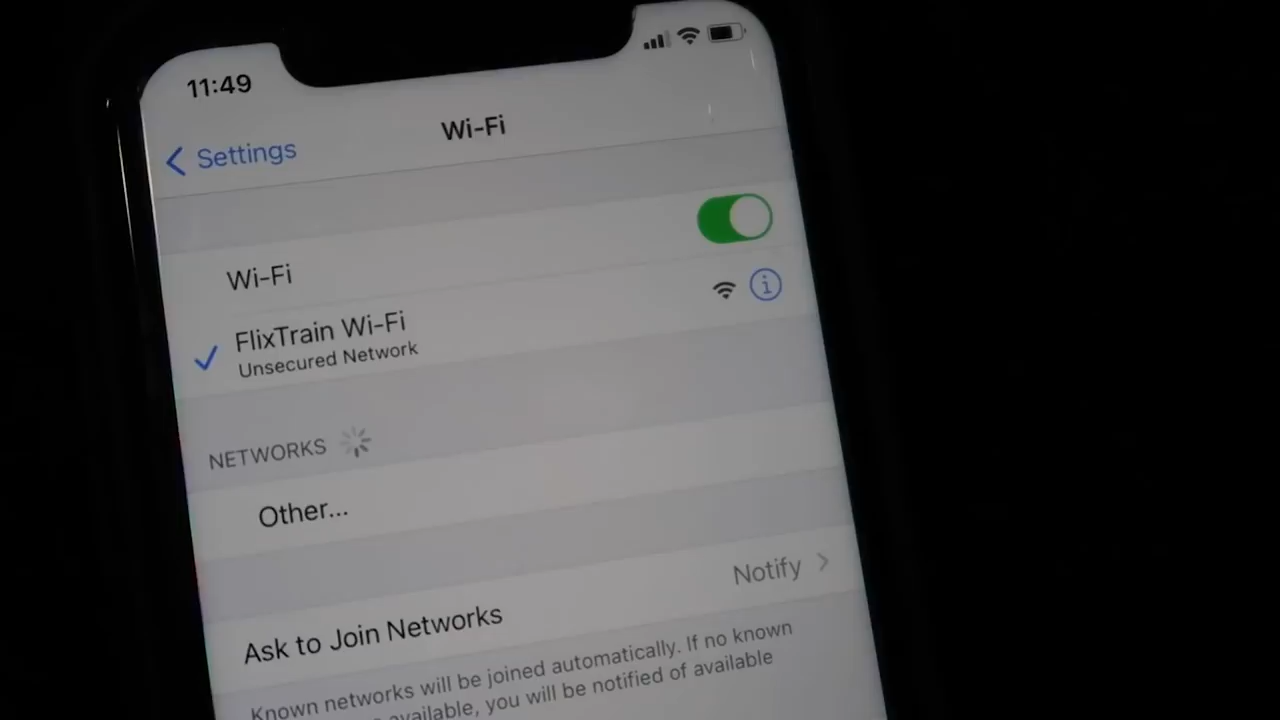 11:49
Settings
Wi-Fi
Wi-Fi
FlixTrain Wi-Fi
Unsecured Network
NETWORKS
Other...
Ask to Join Networks
Notify
Known networks will be joined automatically. If no known
available, you will be notified of available